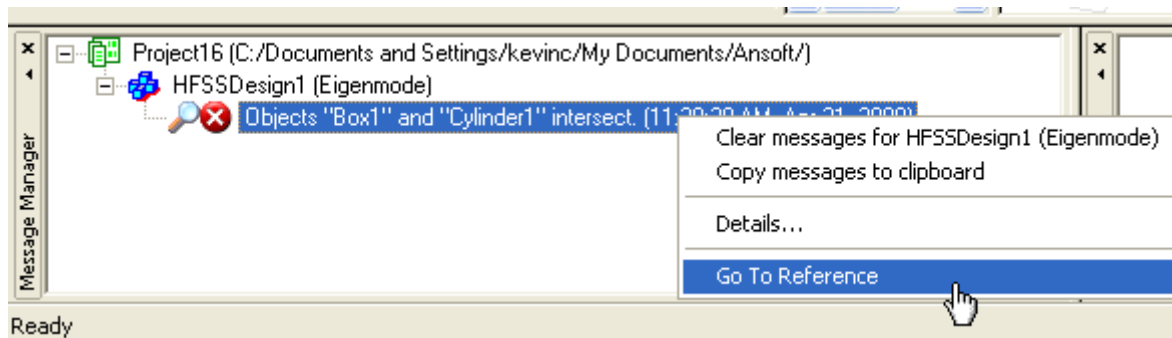 Project16 (C:/Documents and Settings/kevinc/My Documents/Ansoft/)
HFSSDesign1 (Eigenmode)
Objects "Box1" and "Cylinder1" intersect. (11:
Clear messages for HFSSDesign1 (Eigenmode)
Copy messages to clipboard
Details...
Go To Reference
Message Manager
Ready